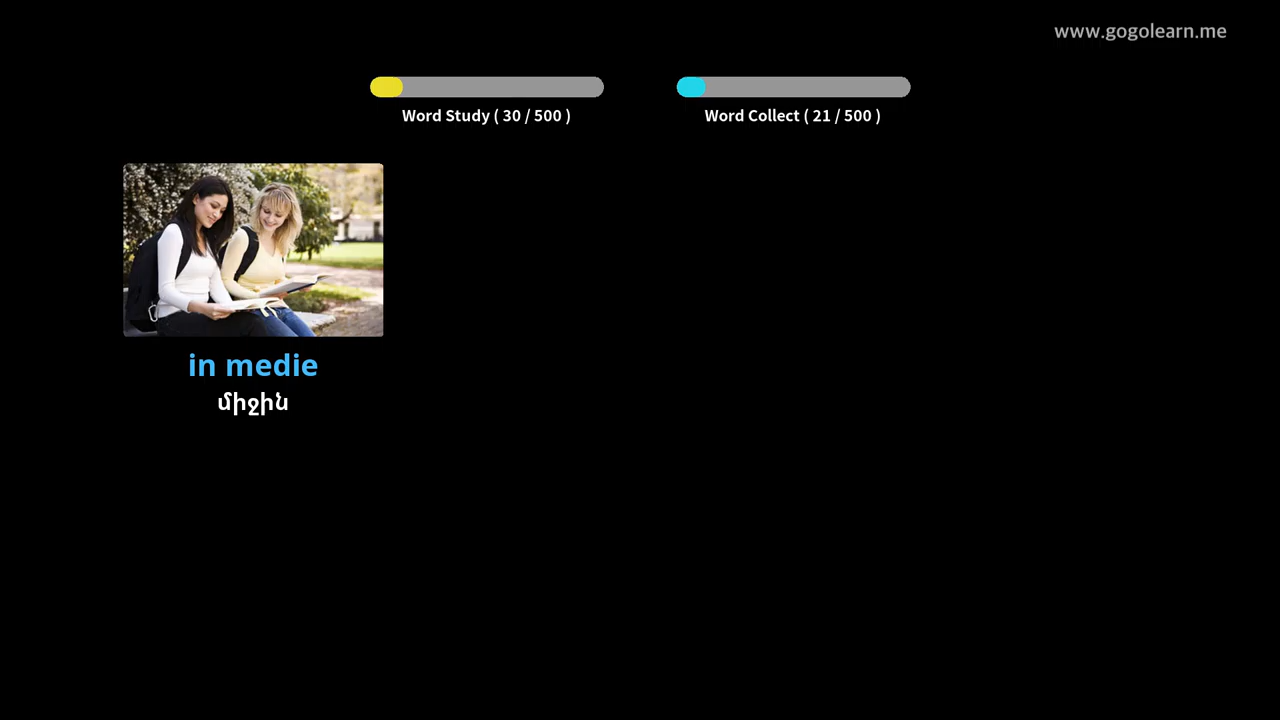 www.gogolearn.me
Word Study ( 30 / 500 )
Word Collect ( 21 / 500 )
in medie
միջին